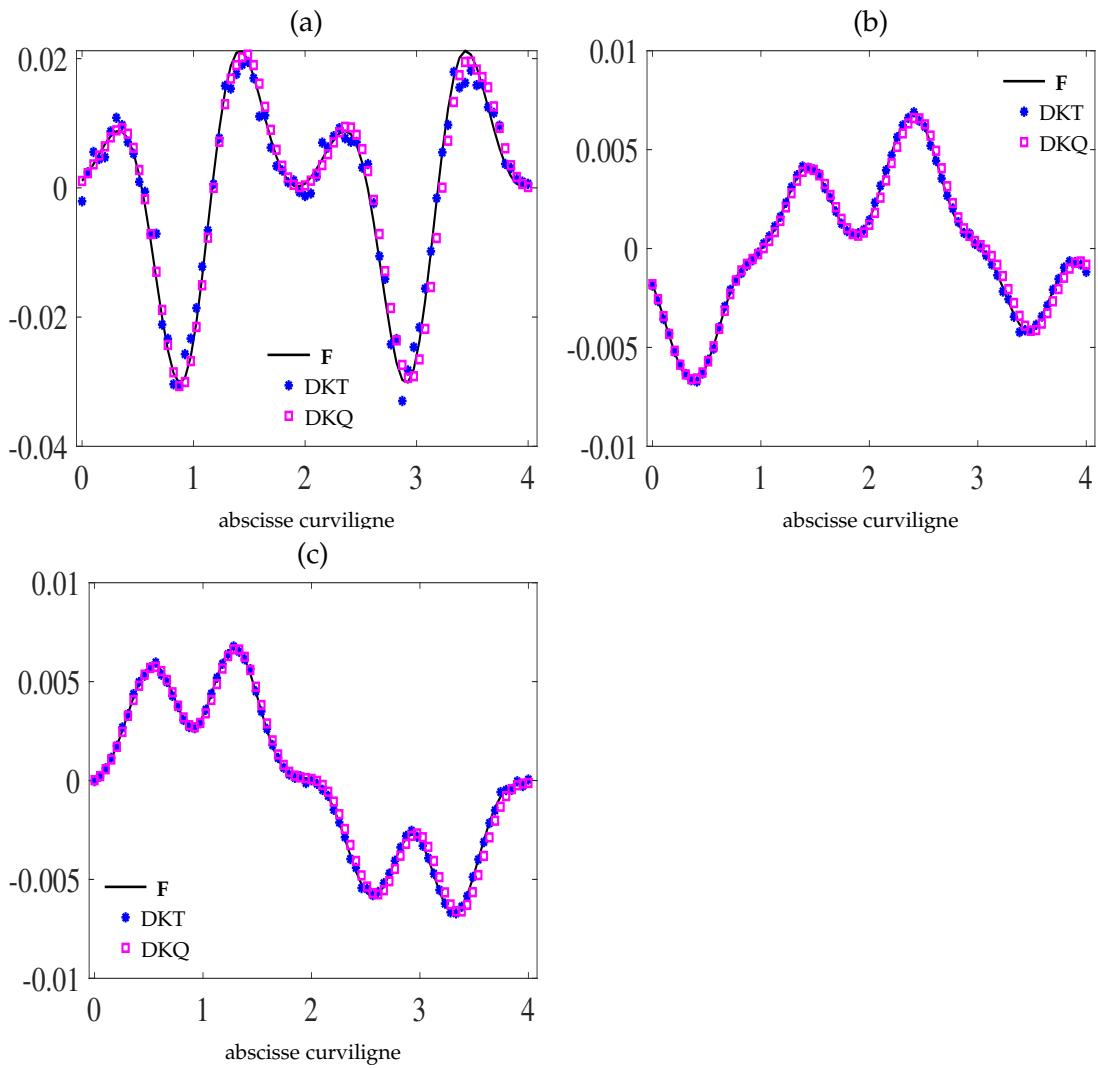 (a)
0.02
0
-0.02
-0.04
F
DKT
DKQ
0 1 2 3 4
abscisse curviligne
(b)
0.01
0.005
0
-0.005
-0.01
F
DKT
DKQ
0 1 2 3 4
abscisse curviligne
(c)
0.01
0.005
0
-0.005
-0.01
F
DKT
DKQ
0 1 2 3 4
abscisse curviligne